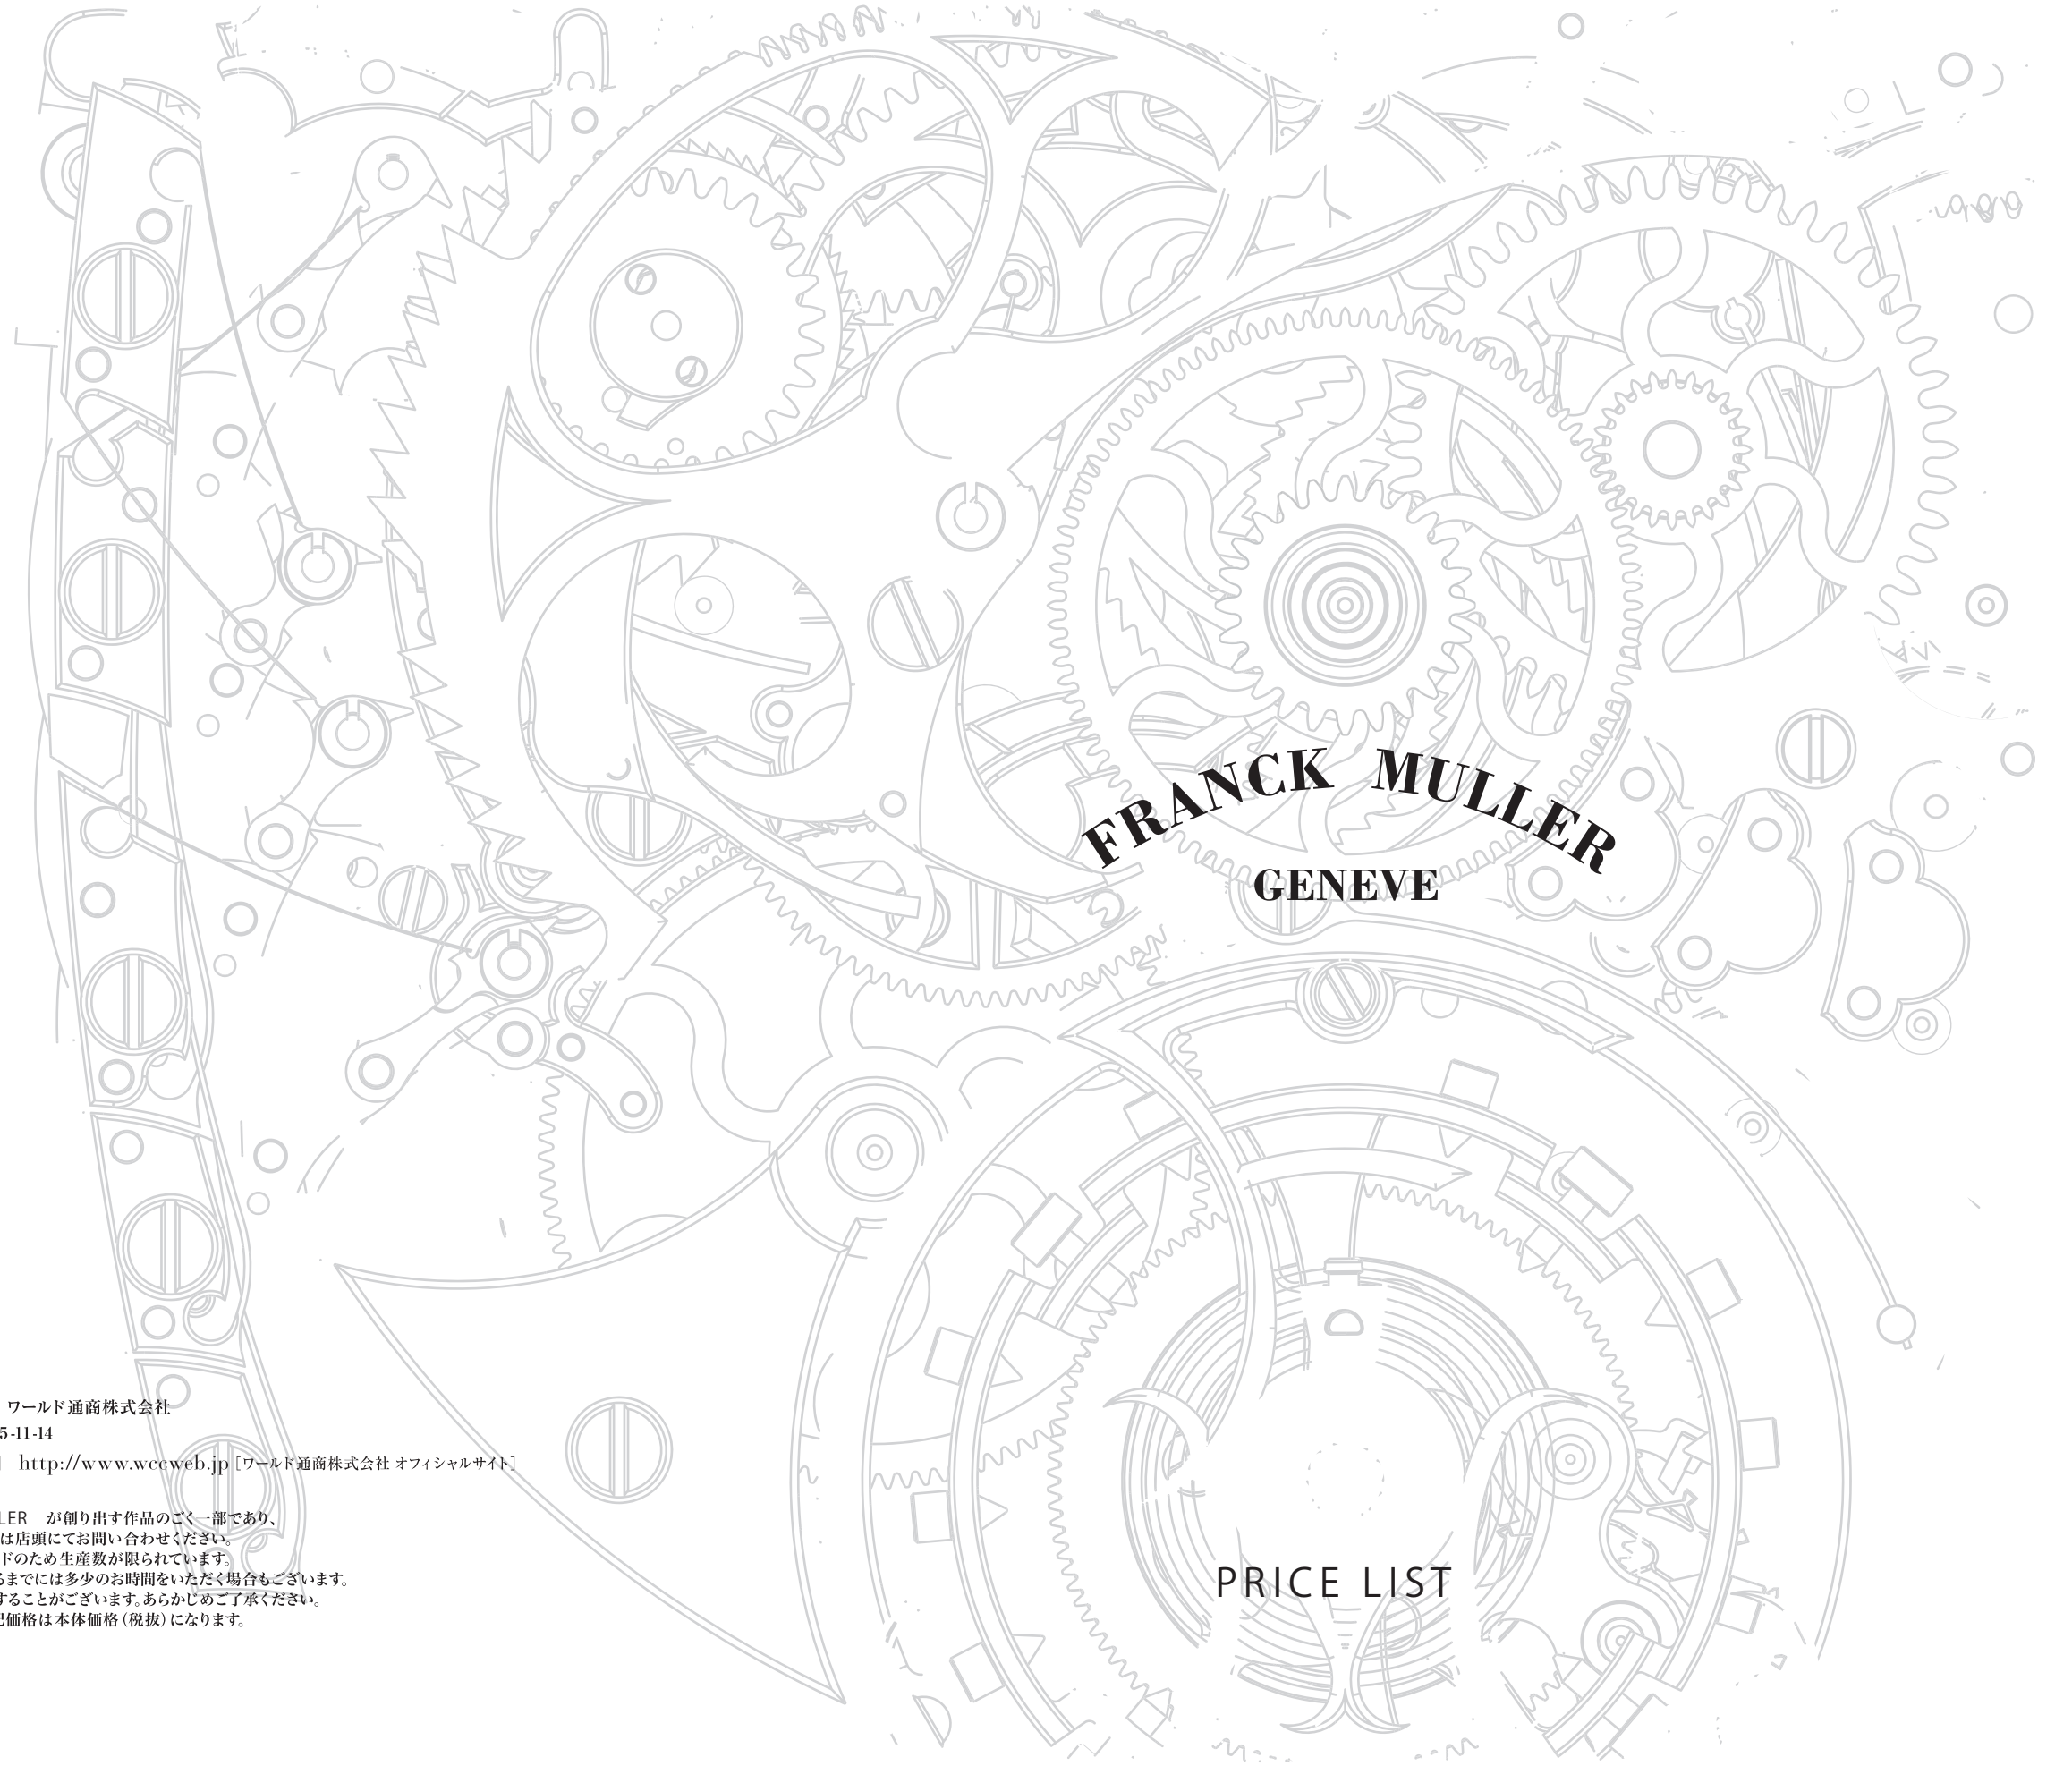 FRANCK MULLER
GENEVE
PRICE LIST
ワールド通商株式会社
5-11-14
http://www.wccweb.jp［ワールド通商株式会社 オフィシャルサイト］
LER が創り出す作品のごく一部であり、
は店頭にてお問い合わせください。
ドのため生産数が限られています。
るまでには多少のお時間をいただく場合もございます。
することがございます。あらかじめご了承ください。
記価格は本体価格（税抜）になります。